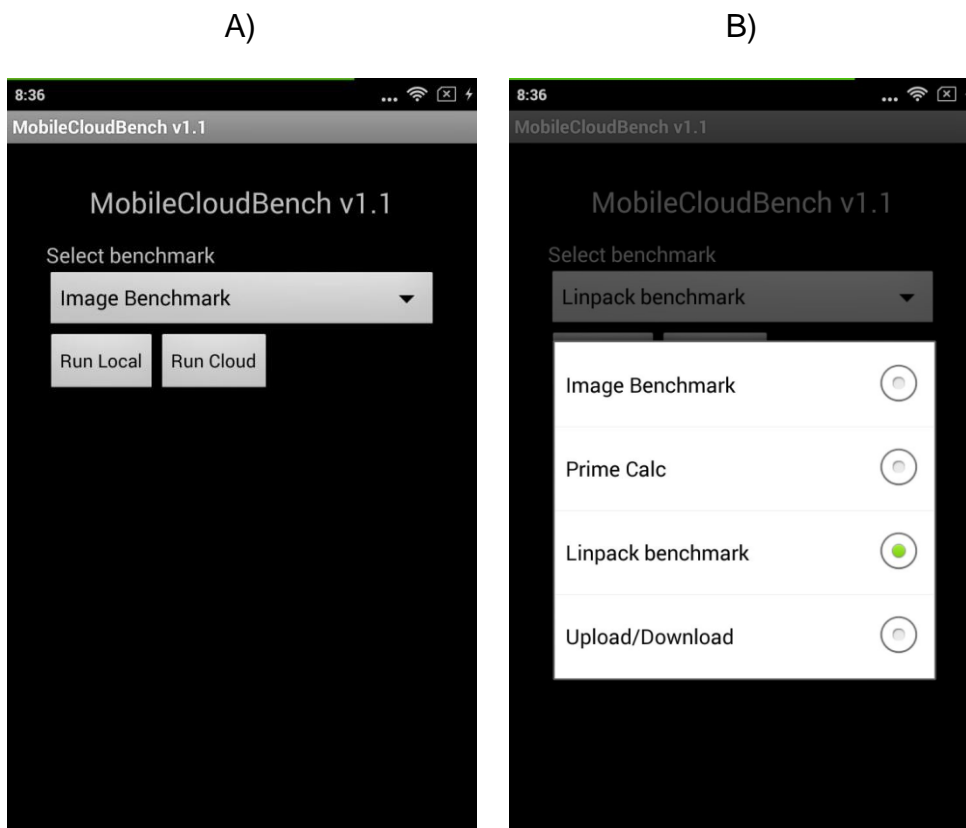 A)
8:36
MobileCloudBench v1.1
MobileCloudBench v1.1
Select benchmark
Image Benchmark
Run Local Run Cloud
B)
8:36
MobileCloudBench v1.1
MobileCloudBench v1.1
Select benchmark
Linpack benchmark
Image Benchmark
Prime Calc
Linpack benchmark
Upload/Download